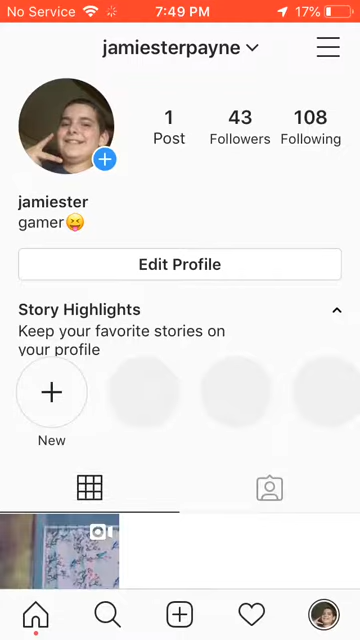 No Service 7:49 PM 17%
jamiesterpayne
1 43 108
Post Followers Following
jamiester
gamer😝
Edit Profile
Story Highlights
Keep your favorite stories on
your profile
New